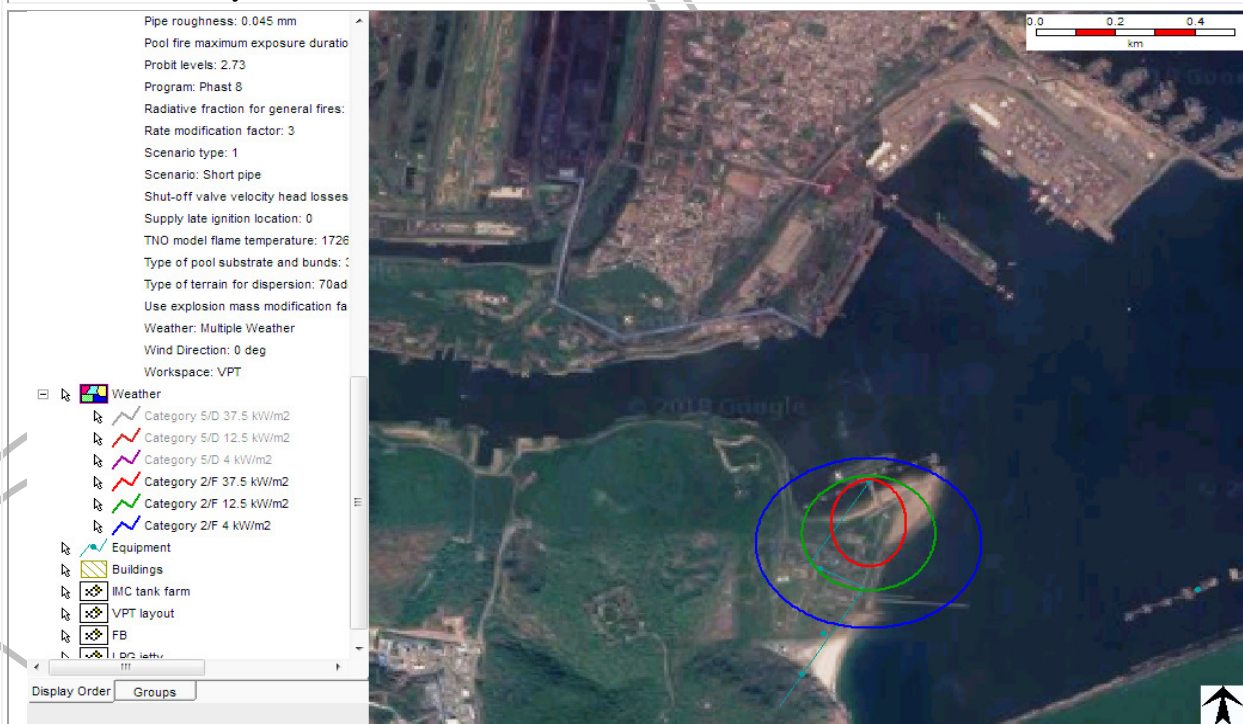 Pipe roughness: 0.045 mm
Pool fire maximum exposure duratio
Probit levels: 2.73
Program: Phast 8
Radiative fraction for general fires:
Rate modification factor: 3
Scenario type: 1
Scenario: Short pipe
Shut-off valve velocity head losses
Supply late ignition location: 0
TNO model flame temperature: 1726
Type of pool substrate and bunds:
Type of terrain for dispersion: 70ad
Use explosion mass modification fa
Weather: Multiple Weather
Wind Direction: 0 deg
Workspace: VPT
Weather
Category 5/D 37.5 kW/m2
Category 5/D 12.5 kW/m2
Category 5/D 4 kW/m2
Category 2/F 37.5 kW/m2
Category 2/F 12.5 kW/m2
Category 2/F 4 kW/m2
Equipment
Buildings
IMC tank farm
VPT layout
FB
LPG jetty
Display Order Groups
0.0 0.2 0.4
km
© 2018 Google